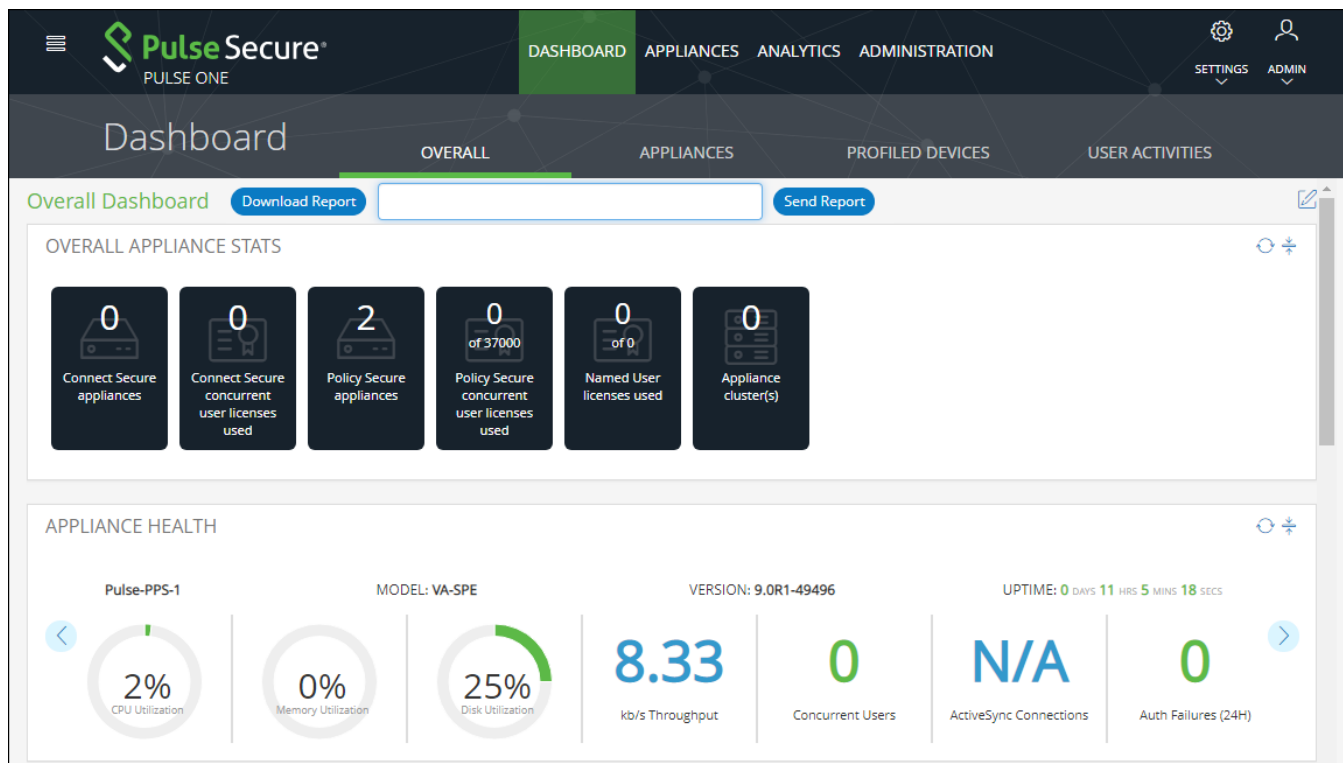 Pulse Secure®
PULSE ONE
DASHBOARD APPLIANCES ANALYTICS ADMINISTRATION
SETTINGS ADMIN
Dashboard
OVERALL APPLIANCES PROFILED DEVICES USER ACTIVITIES
Overall Dashboard Download Report Send Report
OVERALL APPLIANCE STATS
0
Connect Secure
appliances
0
Connect Secure
concurrent
user licenses
used
2
Policy Secure
appliances
0
of 37000
Policy Secure
concurrent
user licenses
used
0
of 0
Named User
licenses used
0
Appliance
cluster(s)
APPLIANCE HEALTH
Pulse-PPS-1 MODEL: VA-SPE VERSION: 9.0R1-49496 UPTIME: 0 DAYS 11 HRS 5 MINS 18 SECS
2%
CPU Utilization
0%
Memory Utilization
25%
Disk Utilization
8.33
kb/s Throughput
0
Concurrent Users
N/A
ActiveSync Connections
0
Auth Failures (24H)